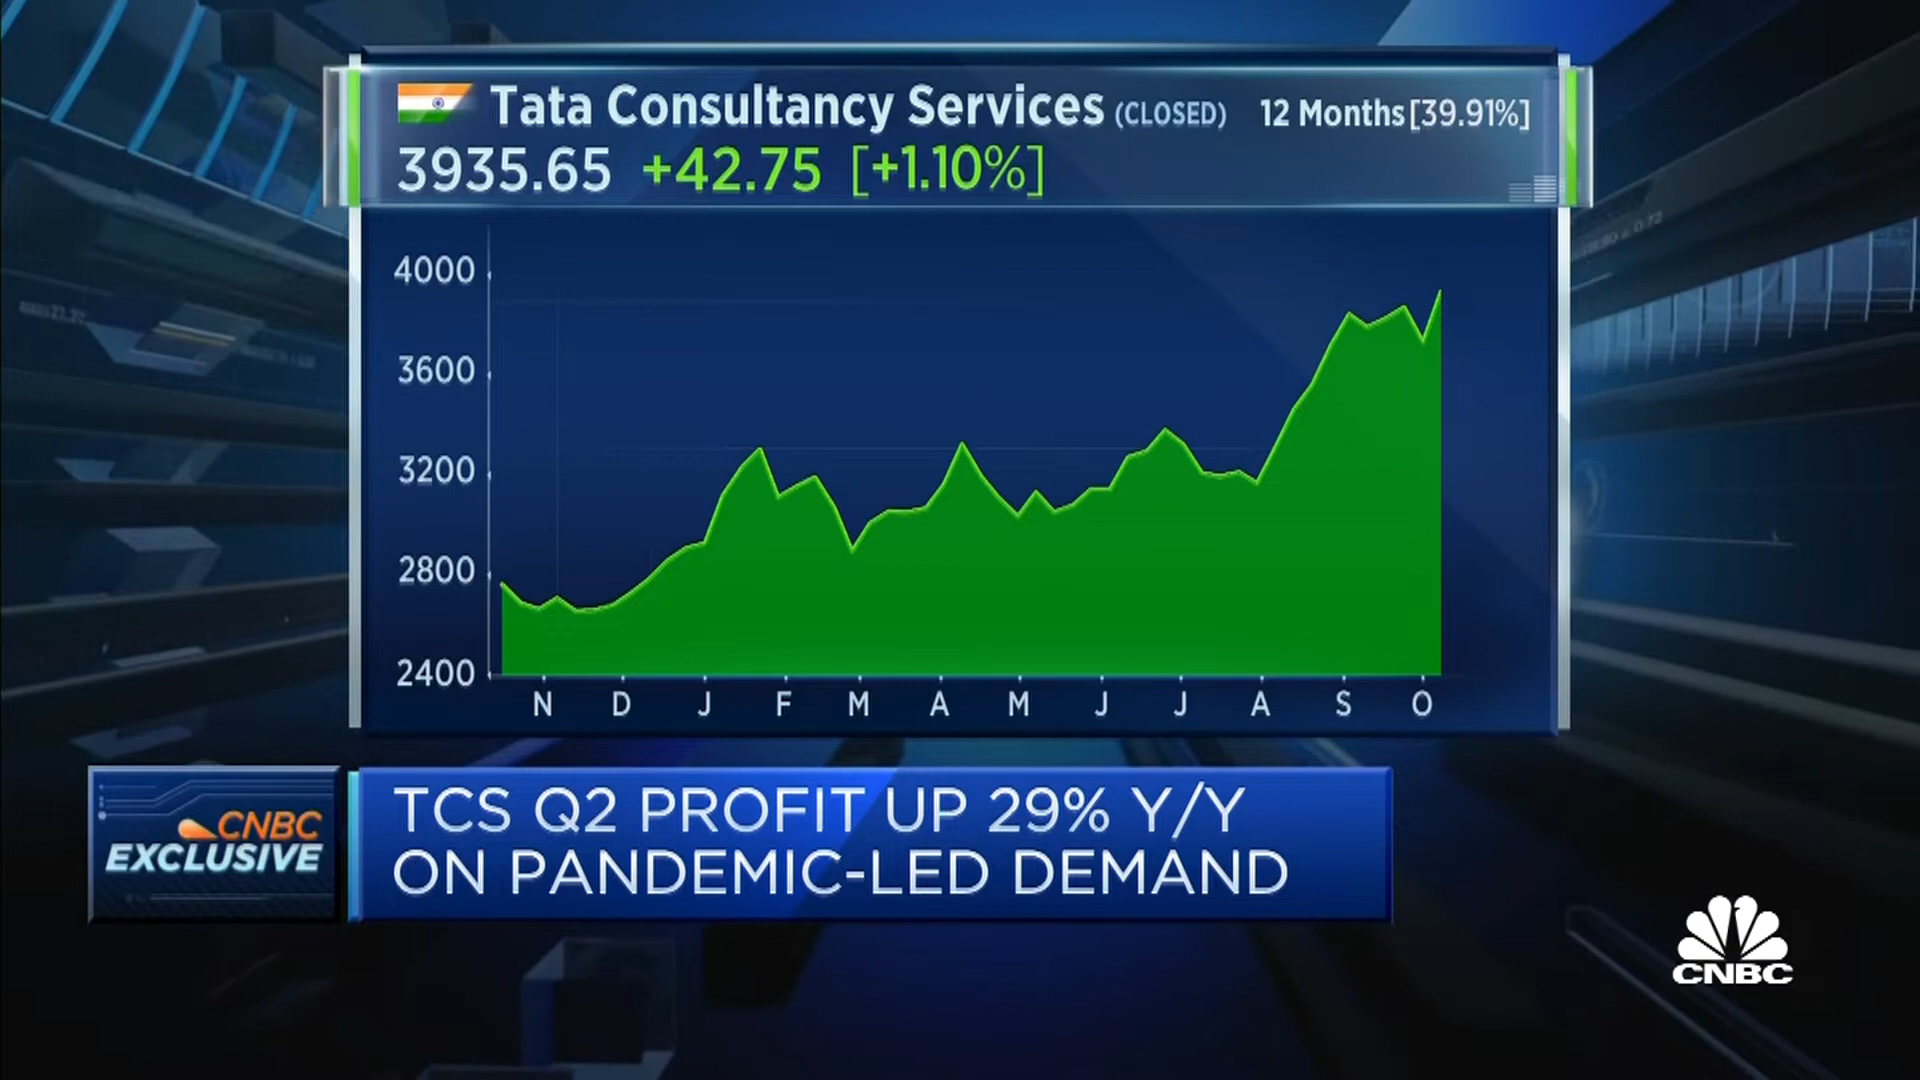 Tata Consultancy Services (CLOSED) 12 Months [39.91%]
3935.65 +42.75 [+1.10%]
4000
3600
3200
2800
2400
N D J F M A M J J A S O
CNBC
EXCLUSIVE
TCS Q2 PROFIT UP 29% Y/Y
ON PANDEMIC-LED DEMAND
CNBC